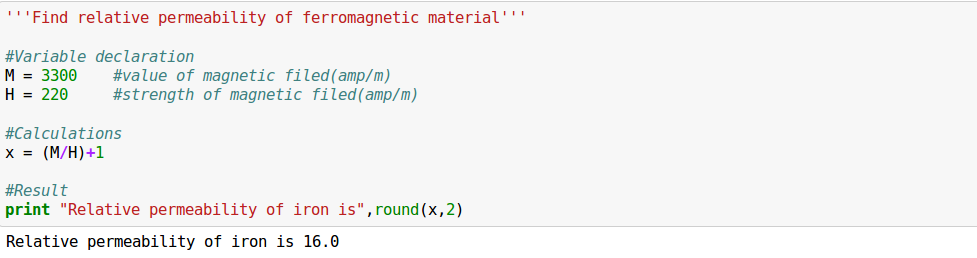 '''Find relative permeability of ferromagnetic material'''
#Variable declaration
M = 3300    #value of magnetic filed(amp/m)
H = 220     #strength of magnetic filed(amp/m)
#Calculations
x = (M/H)+1
#Result
print "Relative permeability of iron is",round(x,2)
Relative permeability of iron is 16.0